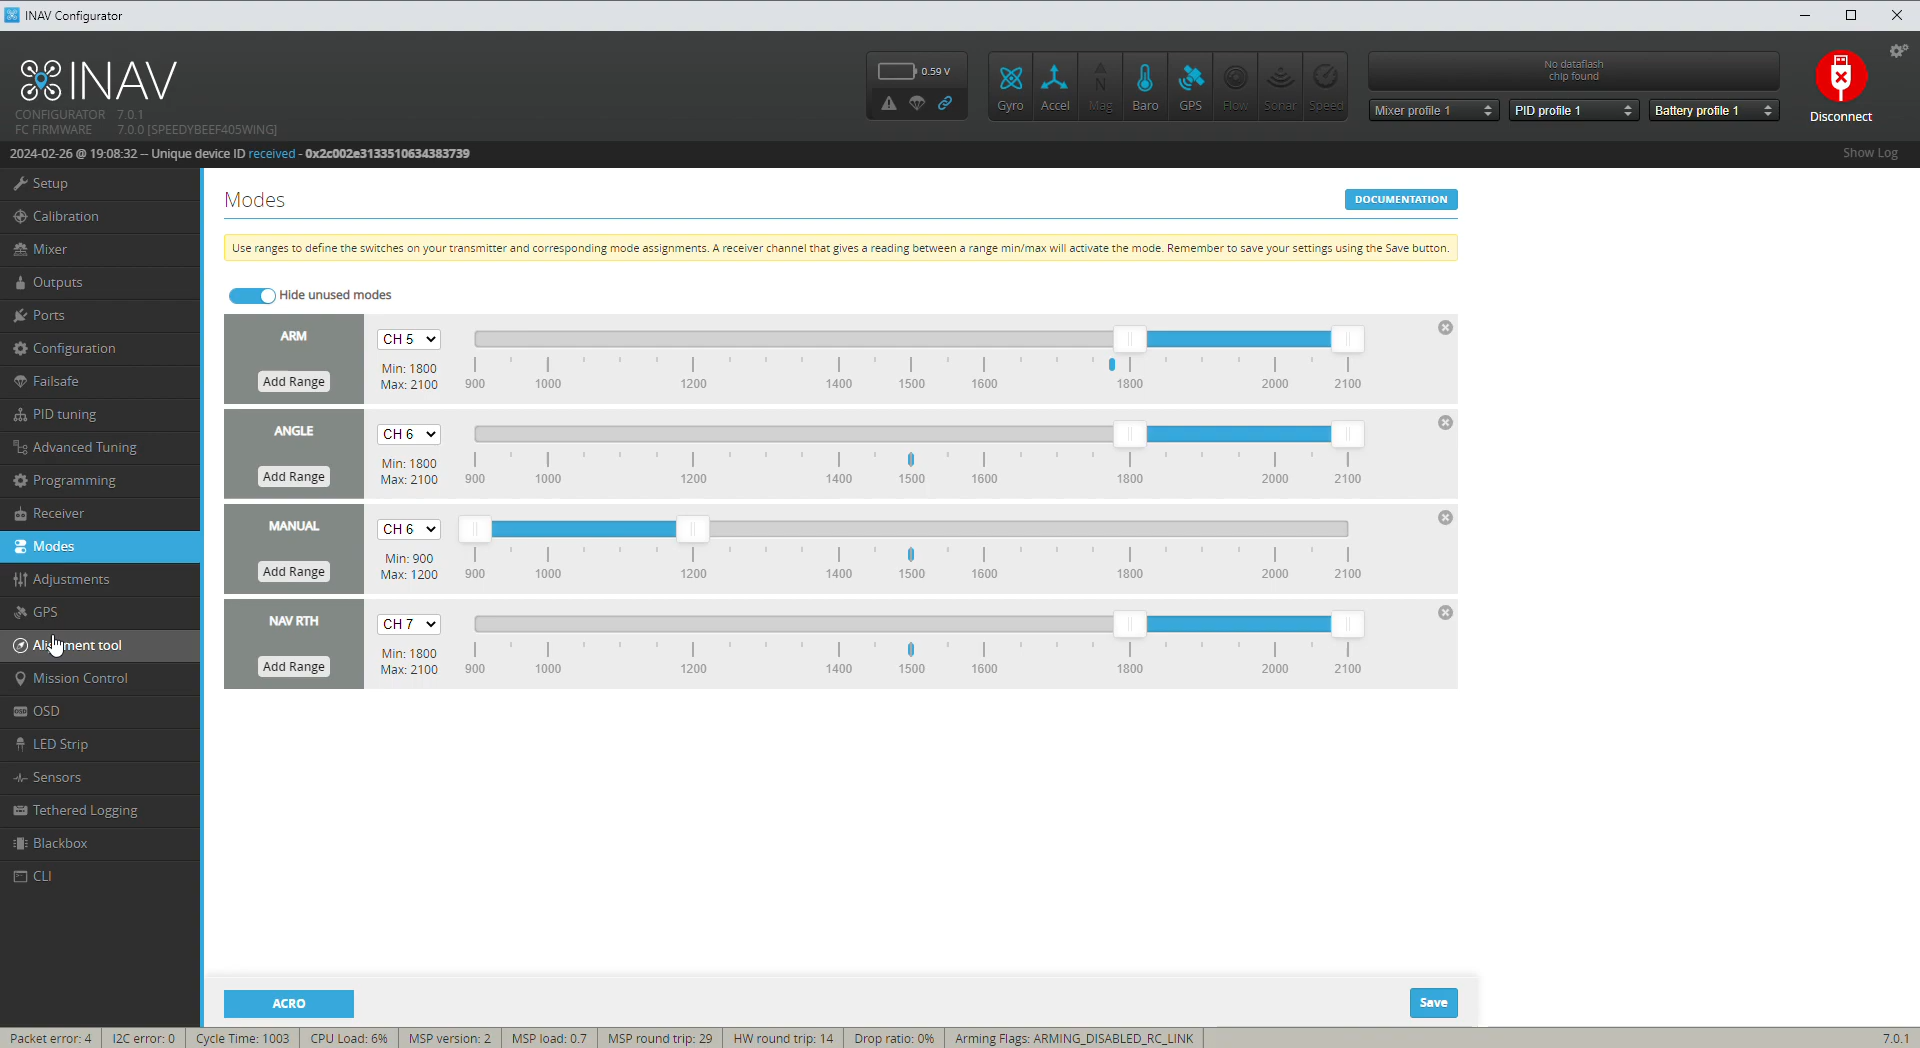 INAV Configurator
INAV
CONFIGURATOR 7.0.1
FC FIRMWARE 7.0.0 [SPEEDYBEEF405WING]
0.59 V
Gyro Accel Mag Baro GPS Flow Sonar Speed
No dataflash
chip found
Mixer profile 1 PID profile 1 Battery profile 1
Disconnect
2024-02-26 @ 19:08:32 -- Unique device ID received - 0x2c002e3133510634383739
Show Log
Setup
Calibration
Mixer
Outputs
Ports
Configuration
Failsafe
PID tuning
Advanced Tuning
Programming
Receiver
Modes
Adjustments
GPS
Alignment tool
Mission Control
OSD
LED Strip
Sensors
Tethered Logging
Blackbox
CLI
Modes
DOCUMENTATION
Use ranges to define the switches on your transmitter and corresponding mode assignments. A receiver channel that gives a reading between a range min/max will activate the mode. Remember to save your settings using the Save button.
Hide unused modes
ARM
Add Range
CH 5
Min: 1800
Max: 2100
900 1000 1200 1400 1500 1600 1800 2000 2100
ANGLE
Add Range
CH 6
Min: 1800
Max: 2100
900 1000 1200 1400 1500 1600 1800 2000 2100
MANUAL
Add Range
CH 6
Min: 900
Max: 1200
900 1000 1200 1400 1500 1600 1800 2000 2100
NAV RTH
Add Range
CH 7
Min: 1800
Max: 2100
900 1000 1200 1400 1500 1600 1800 2000 2100
ACRO
Save
Packet error: 4 I2C error: 0 Cycle Time: 1003 CPU Load: 6% MSP version: 2 MSP load: 0.7 MSP round trip: 29 HW round trip: 14 Drop ratio: 0% Arming Flags: ARMING_DISABLED_RC_LINK 7.0.1